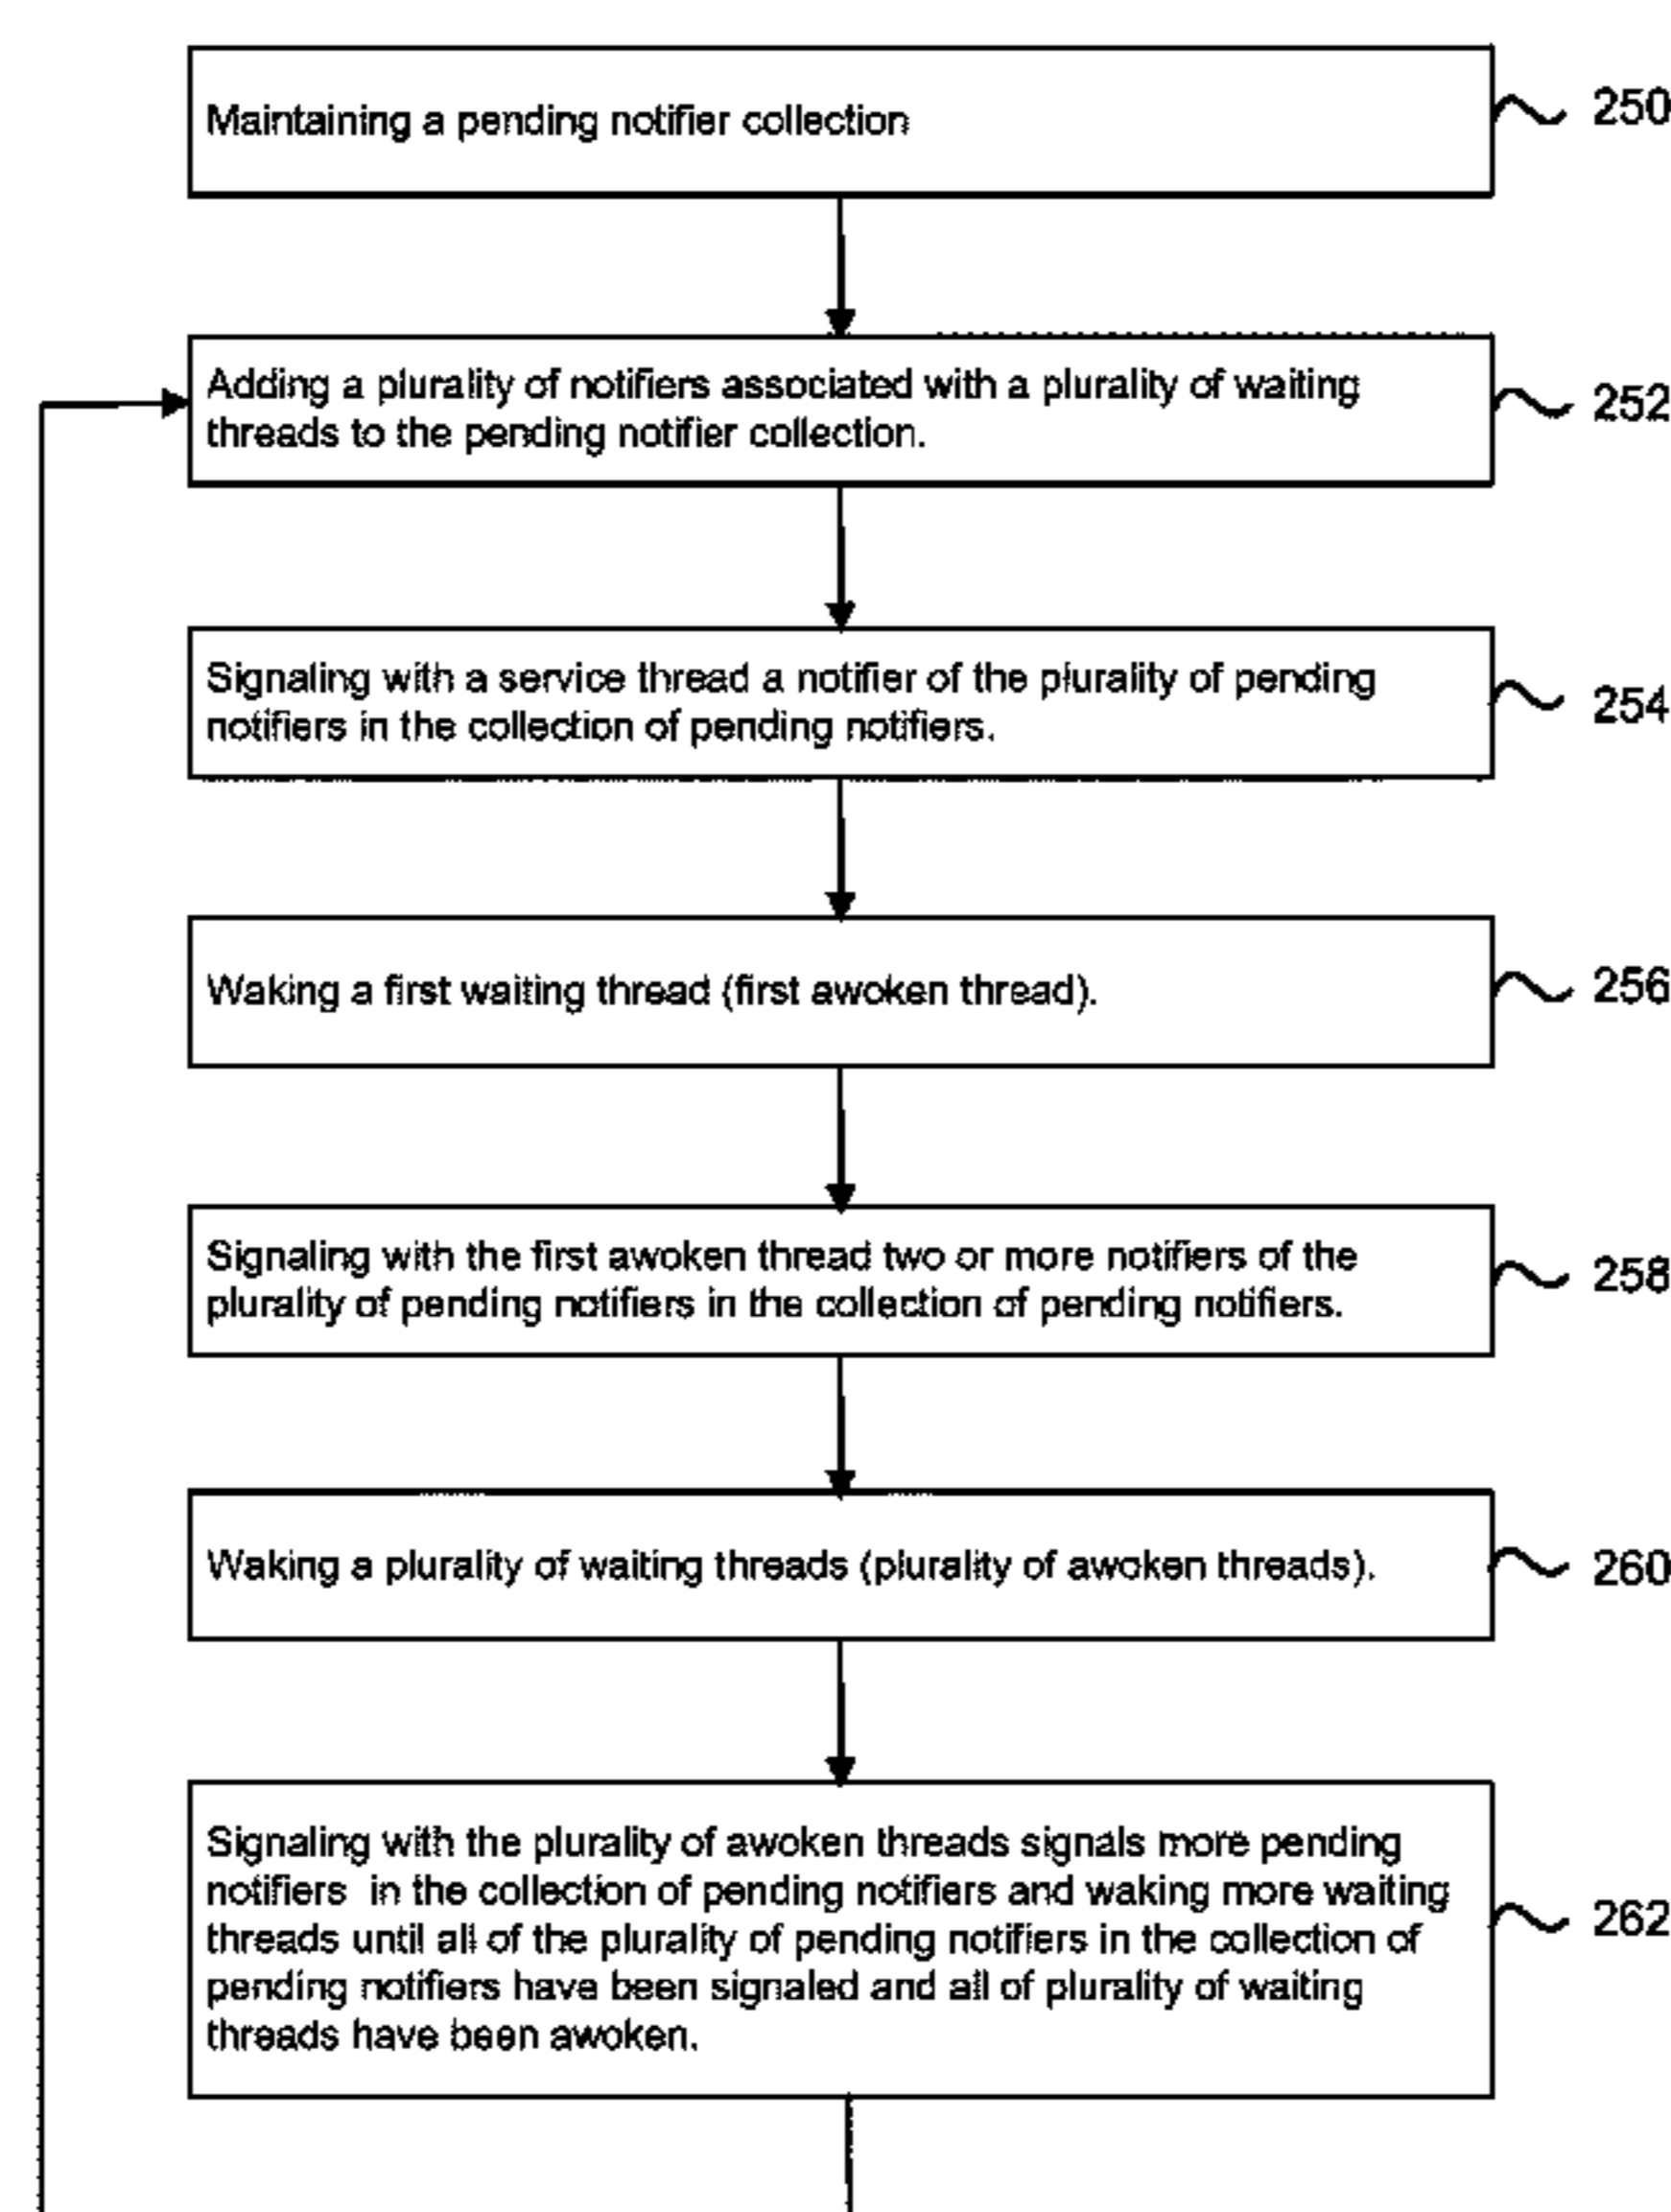 Maintaining a pending notifier collection
250
Adding a plurality of notifiers associated with a plurality of waiting
threads to the pending notifier collection.
252
Signaling with a service thread a notifier of the plurality of pending
notifiers in the collection of pending notifiers.
254
Waking a first waiting thread (first awoken thread).
256
Signaling with the first awoken thread two or more notifiers of the
plurality of pending notifiers in the collection of pending notifiers.
258
Waking a plurality of waiting threads (plurality of awoken threads).
260
Signaling with the plurality of awoken threads signals more pending
notifiers in the collection of pending notifiers and waking more waiting
threads until all of the plurality of pending notifiers in the collection of
pending notifiers have been signaled and all of plurality of waiting
threads have been awoken.
262